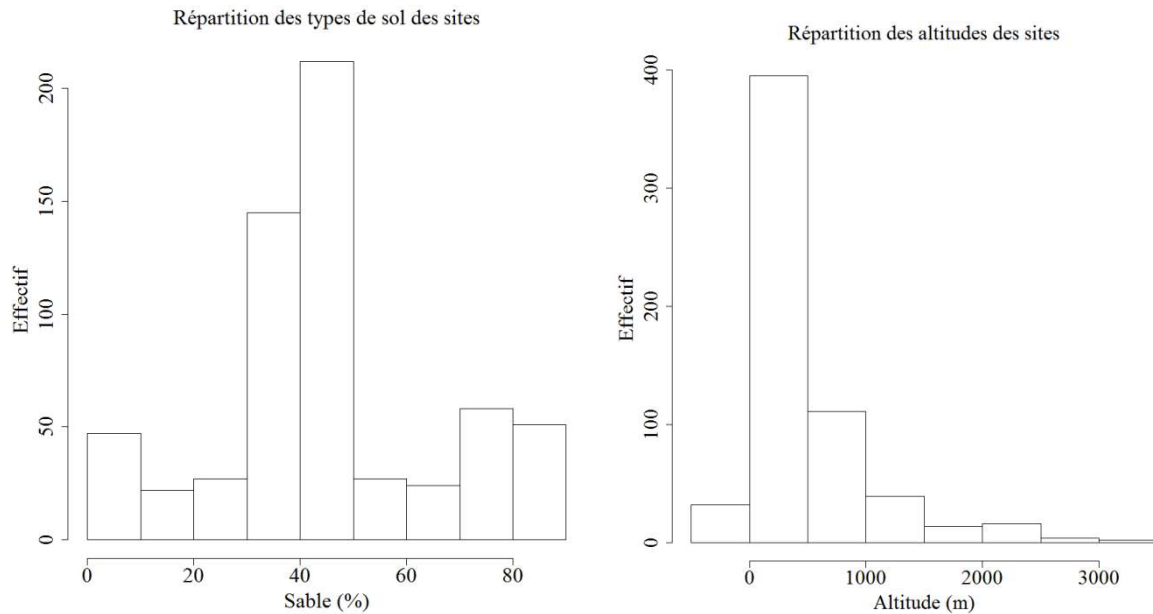 Répartition des types de sol des sites
Effectif
200
150
100
50
0
0 20 40 60 80
Sable (%)
Répartition des altitudes des sites
Effectif
400
300
200
100
0
0 1000 2000 3000
Altitude (m)